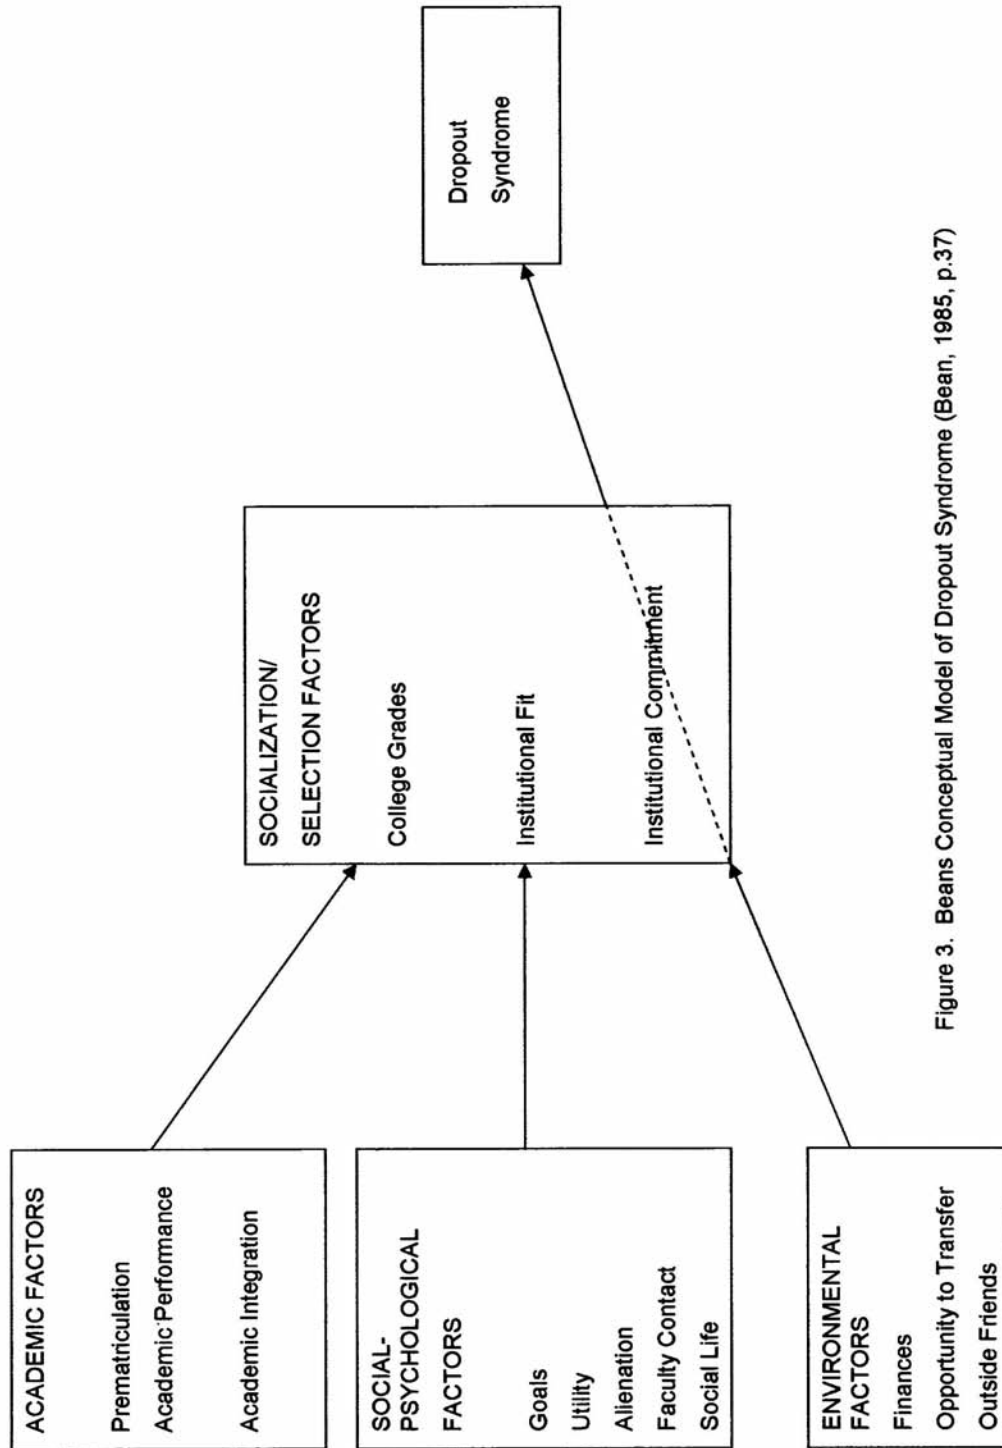 ACADEMIC FACTORS
Prematriculation
Academic Performance
Academic Integration
SOCIAL-
PSYCHOLOGICAL
FACTORS
Goals
Utility
Alienation
Faculty Contact
Social Life
ENVIRONMENTAL
FACTORS
Finances
Opportunity to Transfer
Outside Friends
SOCIALIZATION/
SELECTION FACTORS
College Grades
Institutional Fit
Institutional Commitment
Dropout
Syndrome
Figure 3. Beans Conceptual Model of Dropout Syndrome (Bean, 1985, p.37)